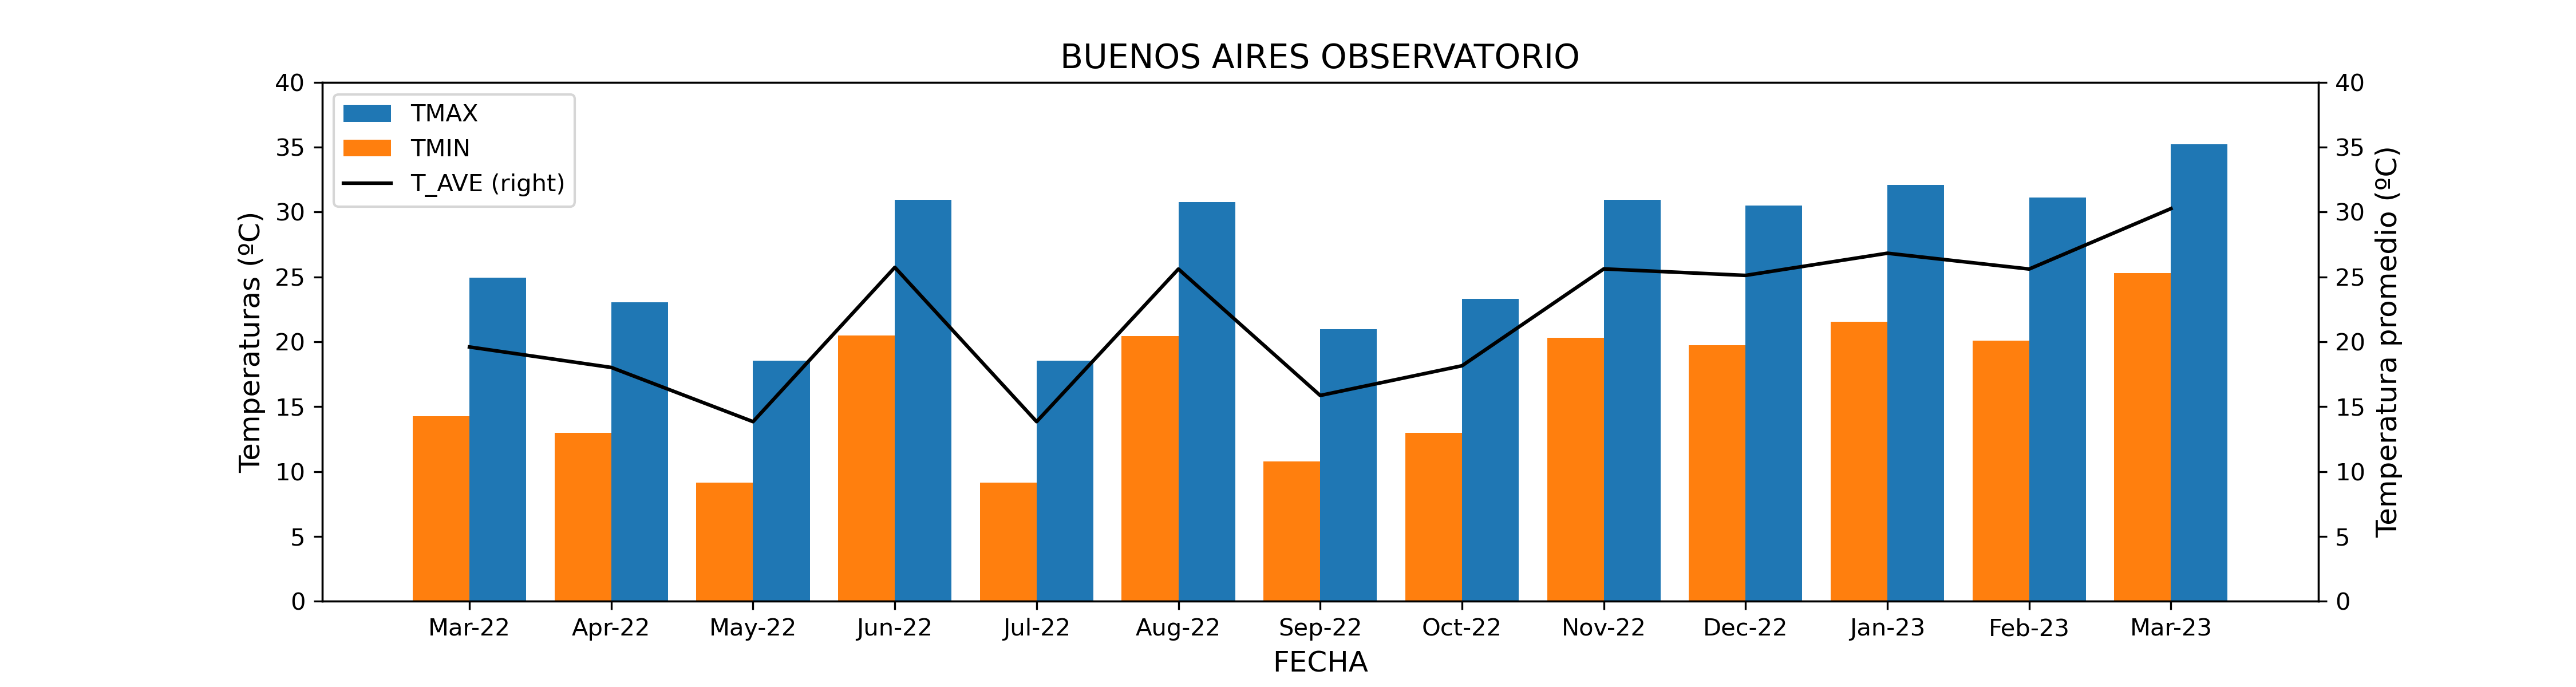 BUENOS AIRES OBSERVATORIO
TMAX
TMIN
T_AVE (right)
Temperaturas (ºC)
40
35
30
25
20
15
10
5
0
40
35
30
25
20
15
10
5
0
Temperatura promedio (ºC)
Mar-22 Apr-22 May-22 Jun-22 Jul-22 Aug-22 Sep-22 Oct-22 Nov-22 Dec-22 Jan-23 Feb-23 Mar-23
FECHA